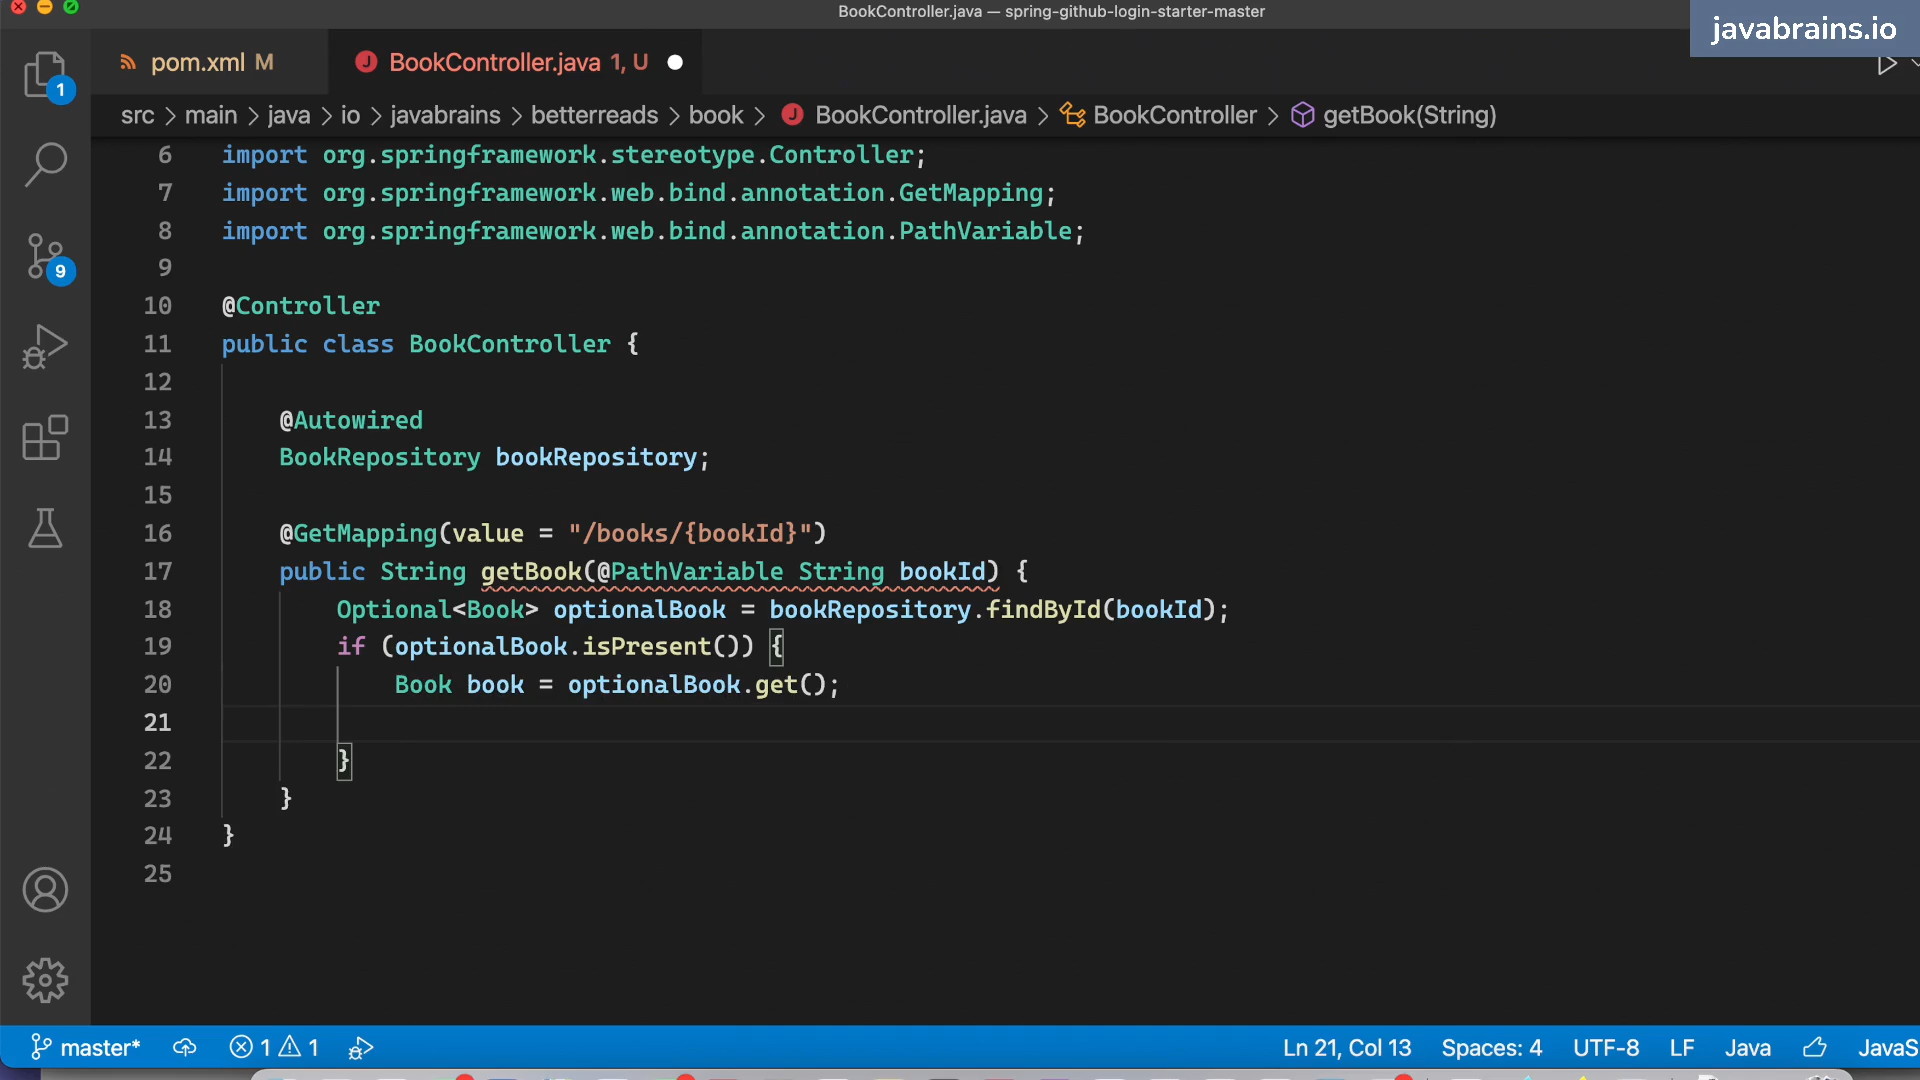 BookController.java — spring-github-login-starter-master
javabrains.io
pom.xml M
BookController.java 1, U
src > main > java > io > javabrains > betterreads > book > BookController.java > BookController > getBook(String)
1
9
6 import org.springframework.stereotype.Controller;
7 import org.springframework.web.bind.annotation.GetMapping;
8 import org.springframework.web.bind.annotation.PathVariable;
9
10 @Controller
11 public class BookController {
12
13     @Autowired
14     BookRepository bookRepository;
15
16     @GetMapping(value = "/books/{bookId}")
17     public String getBook(@PathVariable String bookId) {
18         Optional<Book> optionalBook = bookRepository.findById(bookId);
19         if (optionalBook.isPresent()) {
20             Book book = optionalBook.get();
21
22         }
23     }
24 }
25
master* 1 1 Ln 21, Col 13 Spaces: 4 UTF-8 LF Java JavaS